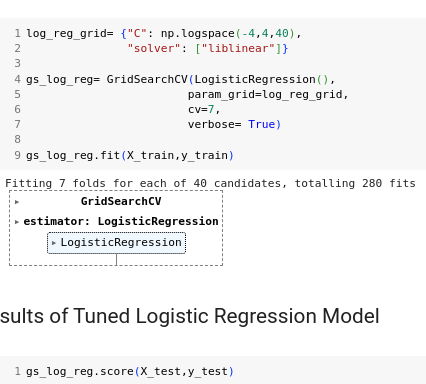 1 log_reg_grid= {"C": np.logspace(-4,4,40),
2 "solver": ["liblinear"]}
3
4 gs_log_reg= GridSearchCV(LogisticRegression(),
5 param_grid=log_reg_grid,
6 cv=7,
7 verbose= True)
8
9 gs_log_reg.fit(X_train,y_train)
Fitting 7 folds for each of 40 candidates, totalling 280 fits
▸ GridSearchCV
▸ estimator: LogisticRegression
▸ LogisticRegression
sults of Tuned Logistic Regression Model
1 gs_log_reg.score(X_test,y_test)